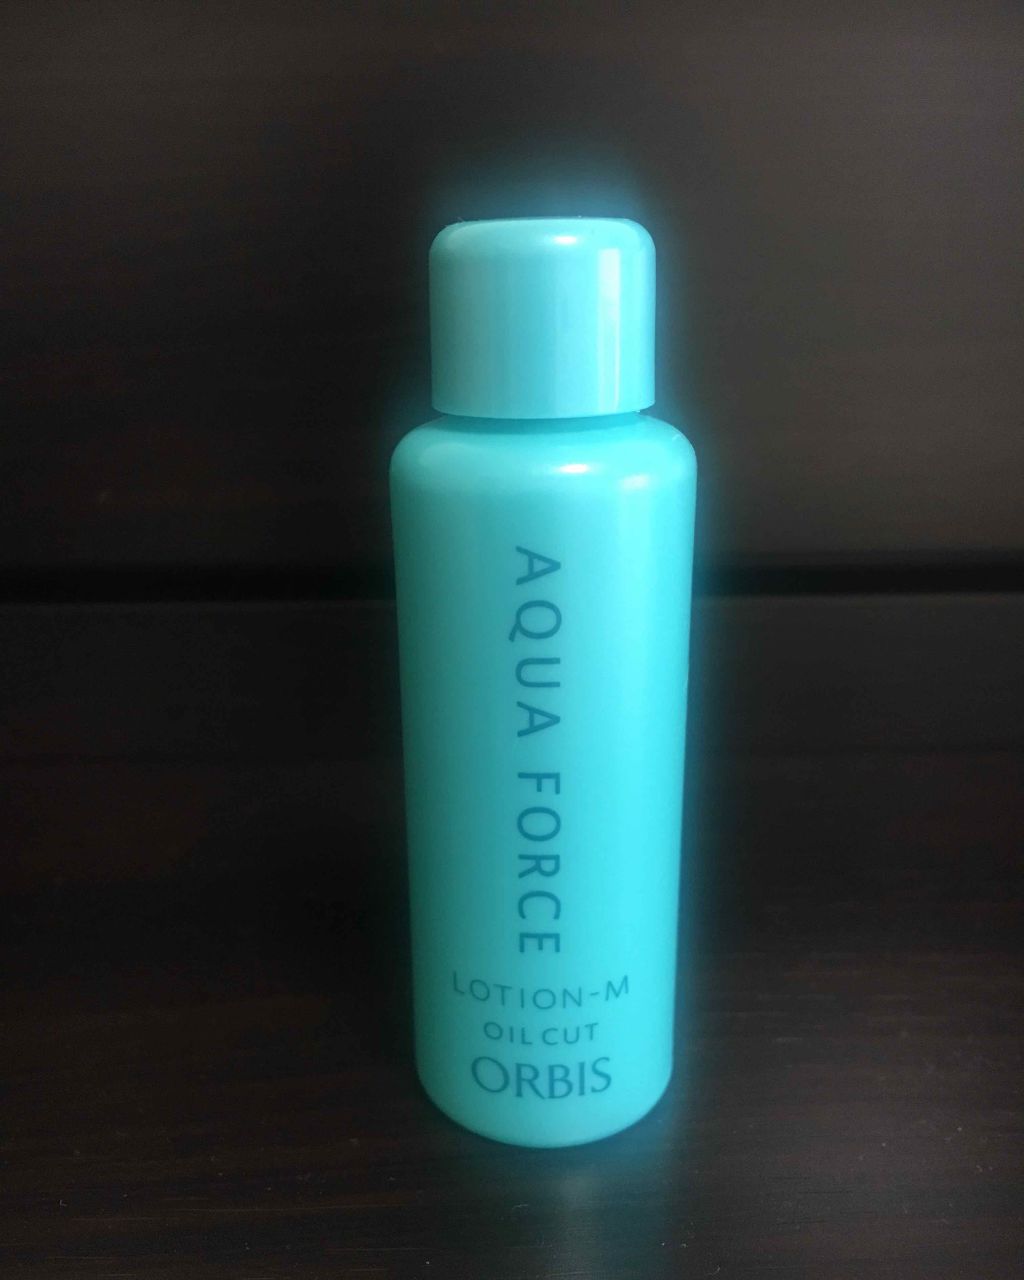 AQUA FORCE
LOTION-M
OIL CUT
ORBIS